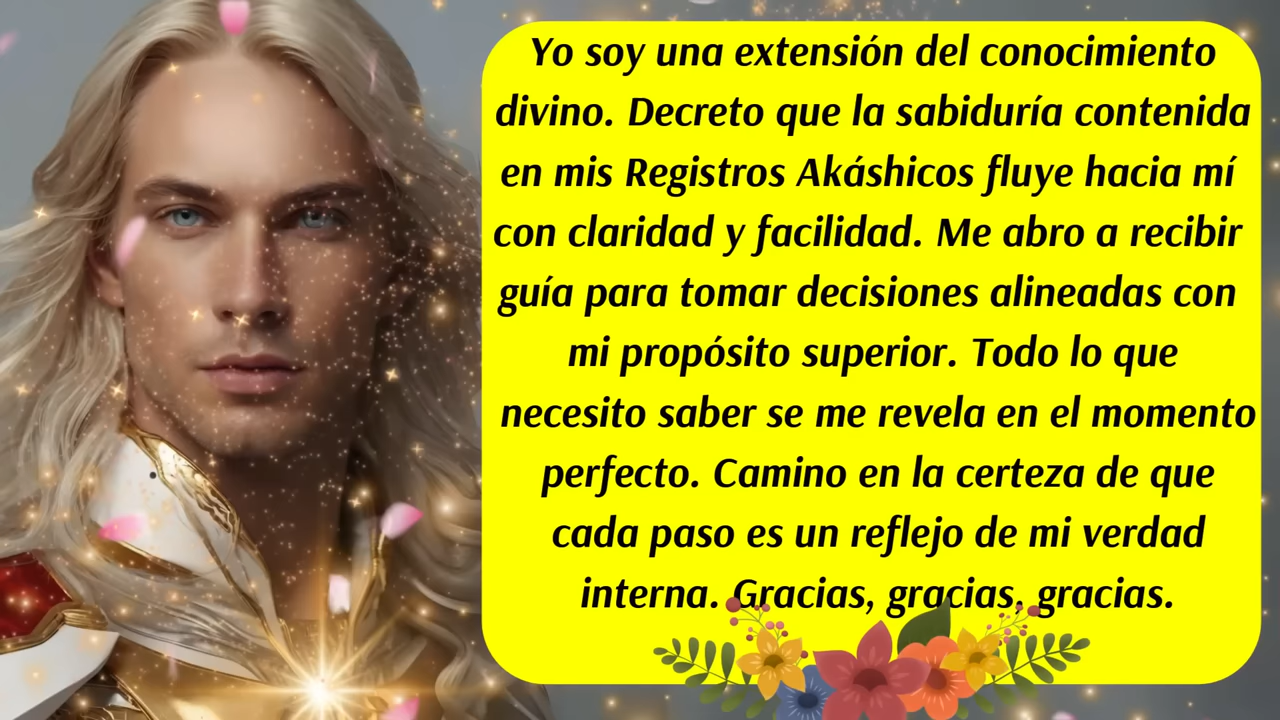 Yo soy una extensión del conocimiento
divino. Decreto que la sabiduría contenida
en mis Registros Akáshicos fluye hacia mí
con claridad y facilidad. Me abro a recibir
guía para tomar decisiones alineadas con
mi propósito superior. Todo lo que
necesito saber se me revela en el momento
perfecto. Camino en la certeza de que
cada paso es un reflejo de mi verdad
interna. Gracias, gracias, gracias.